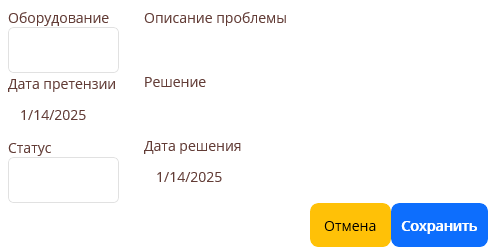 Оборудование
Описание проблемы
Дата претензии
Решение
1/14/2025
Статус
Дата решения
1/14/2025
Отмена
Сохранить